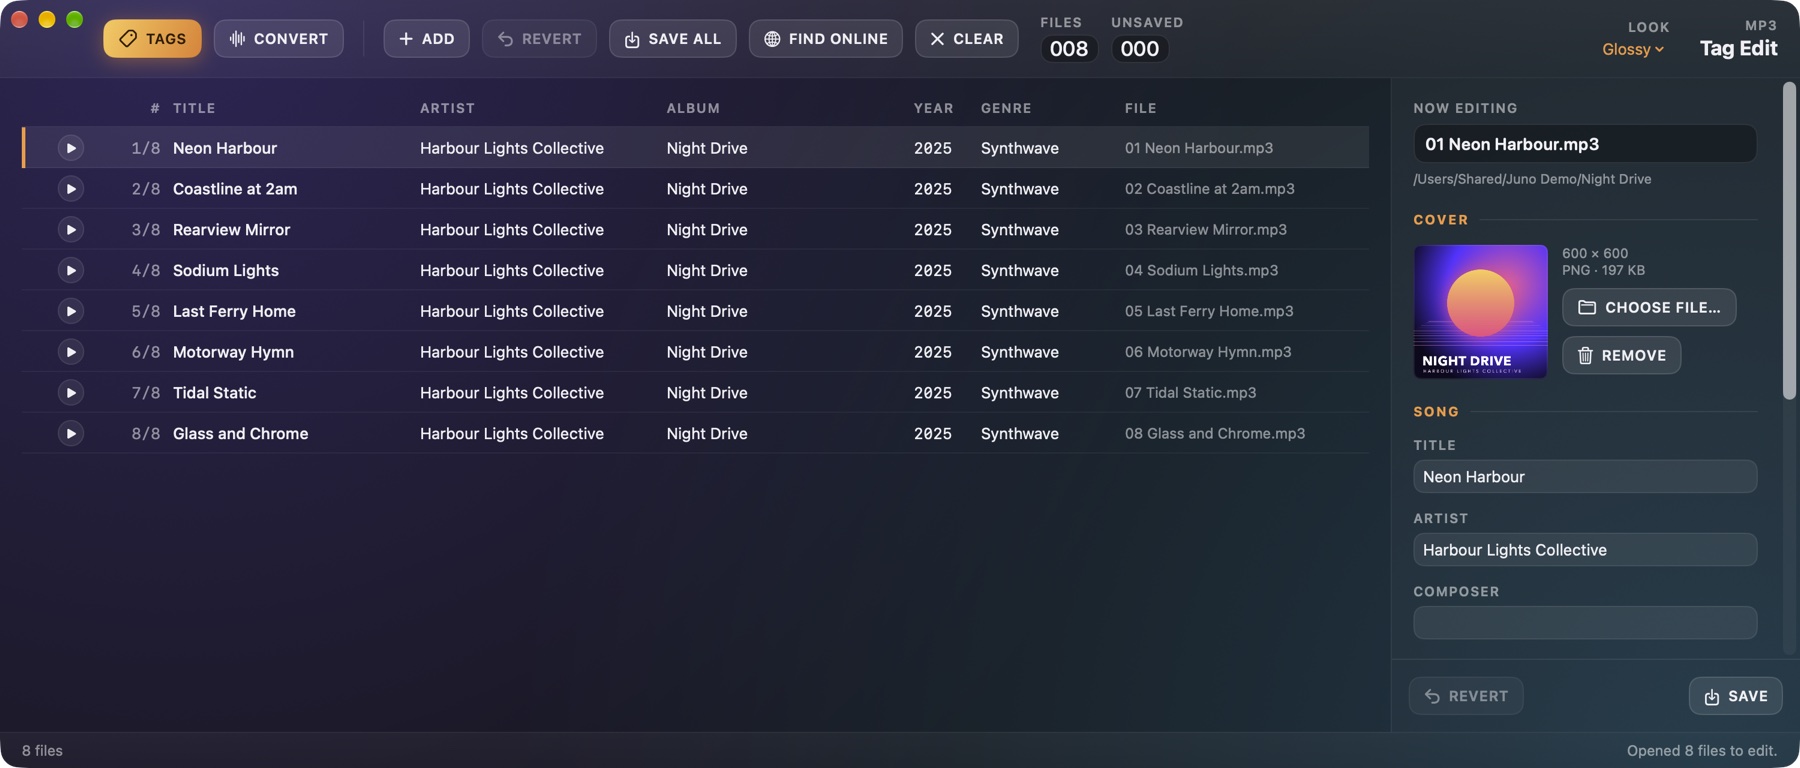 TAGS CONVERT ADD REVERT SAVE ALL FIND ONLINE CLEAR
FILES UNSAVED
008 000
LOOK
Glossy
MP3
Tag Edit
# TITLE ARTIST ALBUM YEAR GENRE FILE
1/8 Neon Harbour Harbour Lights Collective Night Drive 2025 Synthwave 01 Neon Harbour.mp3
2/8 Coastline at 2am Harbour Lights Collective Night Drive 2025 Synthwave 02 Coastline at 2am.mp3
3/8 Rearview Mirror Harbour Lights Collective Night Drive 2025 Synthwave 03 Rearview Mirror.mp3
4/8 Sodium Lights Harbour Lights Collective Night Drive 2025 Synthwave 04 Sodium Lights.mp3
5/8 Last Ferry Home Harbour Lights Collective Night Drive 2025 Synthwave 05 Last Ferry Home.mp3
6/8 Motorway Hymn Harbour Lights Collective Night Drive 2025 Synthwave 06 Motorway Hymn.mp3
7/8 Tidal Static Harbour Lights Collective Night Drive 2025 Synthwave 07 Tidal Static.mp3
8/8 Glass and Chrome Harbour Lights Collective Night Drive 2025 Synthwave 08 Glass and Chrome.mp3
NOW EDITING
01 Neon Harbour.mp3
/Users/Shared/Juno Demo/Night Drive
COVER
NIGHT DRIVE
HARBOUR LIGHTS COLLECTIVE
600 × 600
PNG · 197 KB
CHOOSE FILE...
REMOVE
SONG
TITLE
Neon Harbour
ARTIST
Harbour Lights Collective
COMPOSER
REVERT SAVE
8 files
Opened 8 files to edit.